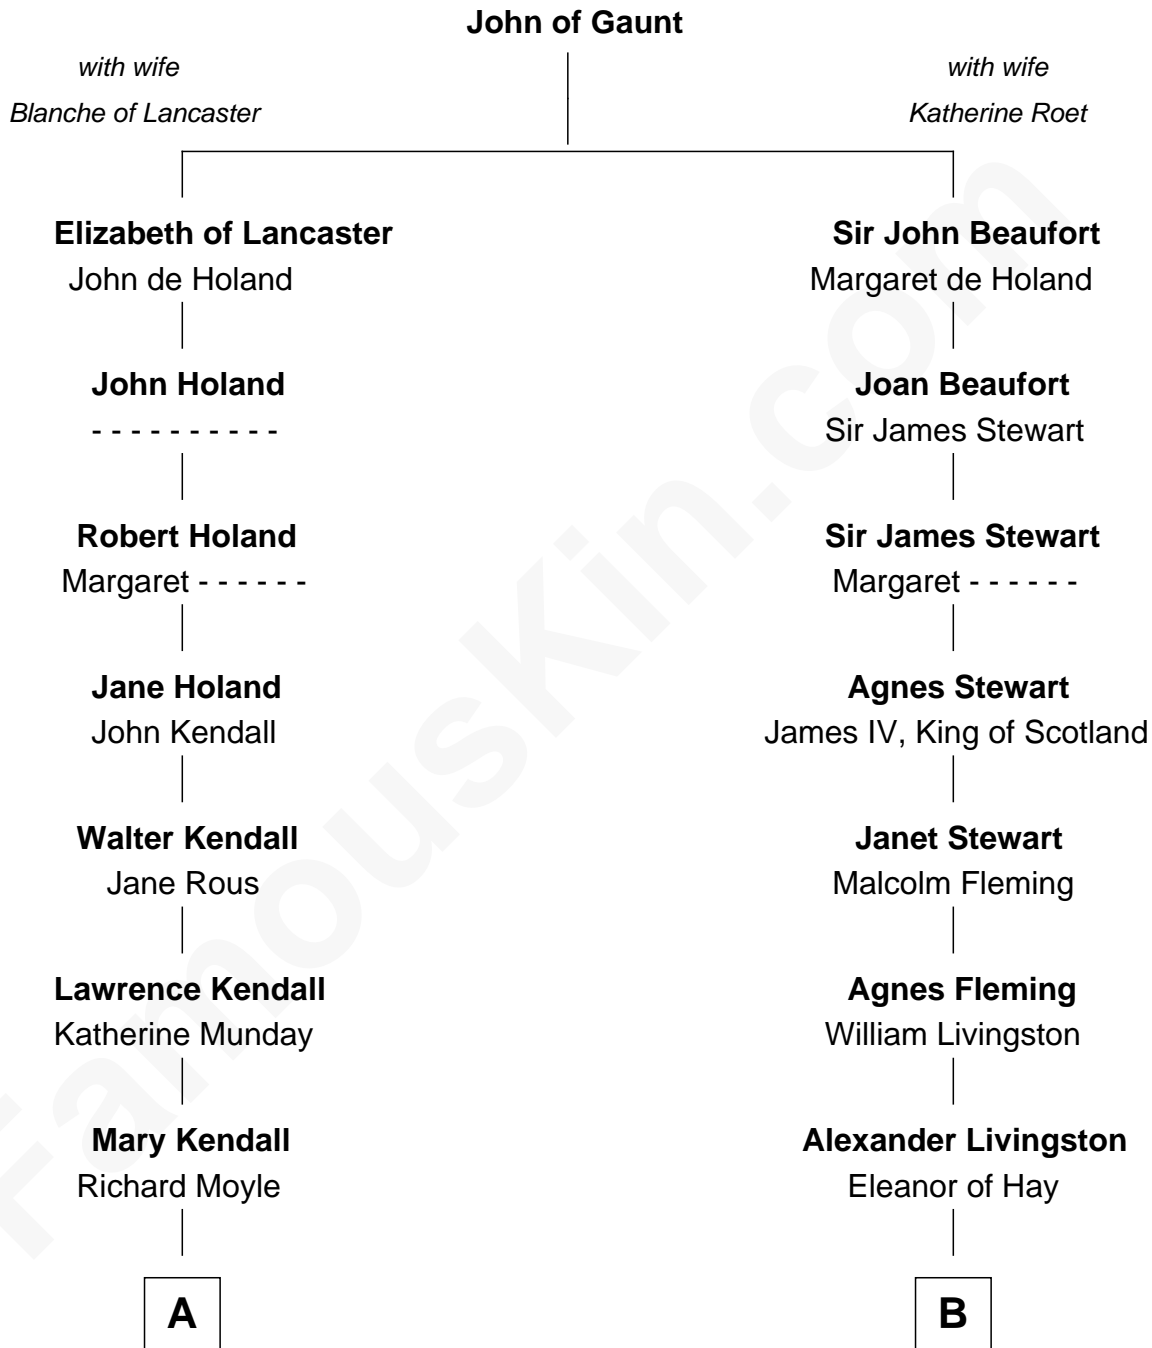 John of Gaunt
with wife
Blanche of Lancaster
with wife
Katherine Roet
Elizabeth of Lancaster
John de Holand
Sir John Beaufort
Margaret de Holand
John Holand
- - - - - - - - - -
Joan Beaufort
Sir James Stewart
Robert Holand
Margaret - - - - - -
Sir James Stewart
Margaret - - - - - -
Jane Holand
John Kendall
Agnes Stewart
James IV, King of Scotland
Walter Kendall
Jane Rous
Janet Stewart
Malcolm Fleming
Lawrence Kendall
Katherine Munday
Agnes Fleming
William Livingston
Mary Kendall
Richard Moyle
Alexander Livingston
Eleanor of Hay
A
B
FamousKin.com